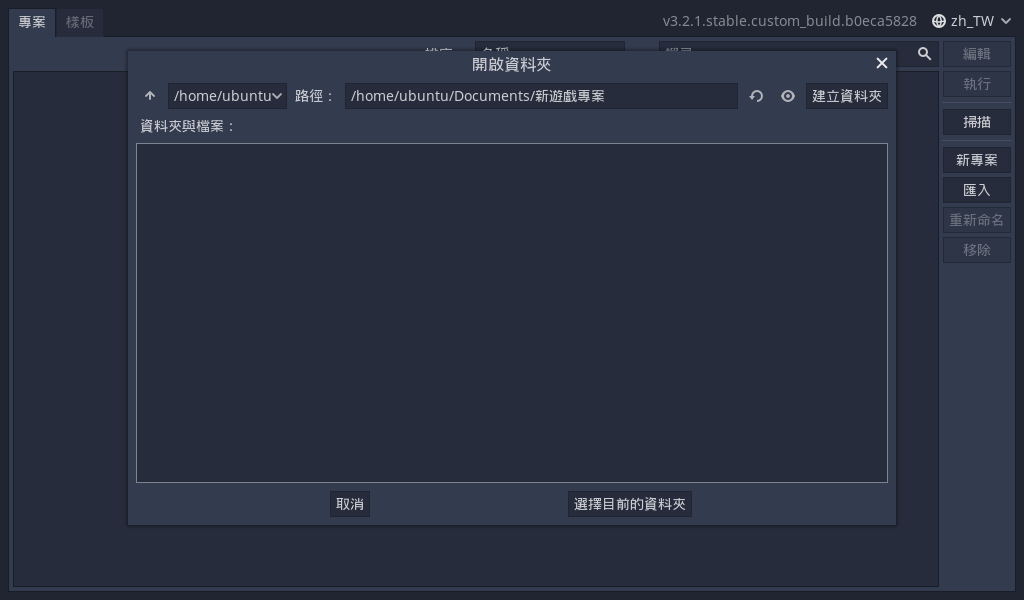 專案 樣板 v3.2.1.stable.custom_build.b0eca5828 zh_TW
編輯
開啟資料夾
執行
/home/ubuntu 路徑： /home/ubuntu/Documents/新遊戲專案 建立資料夾
資料夾與檔案：
掃描
新專案
匯入
重新命名
移除
取消 選擇目前的資料夾